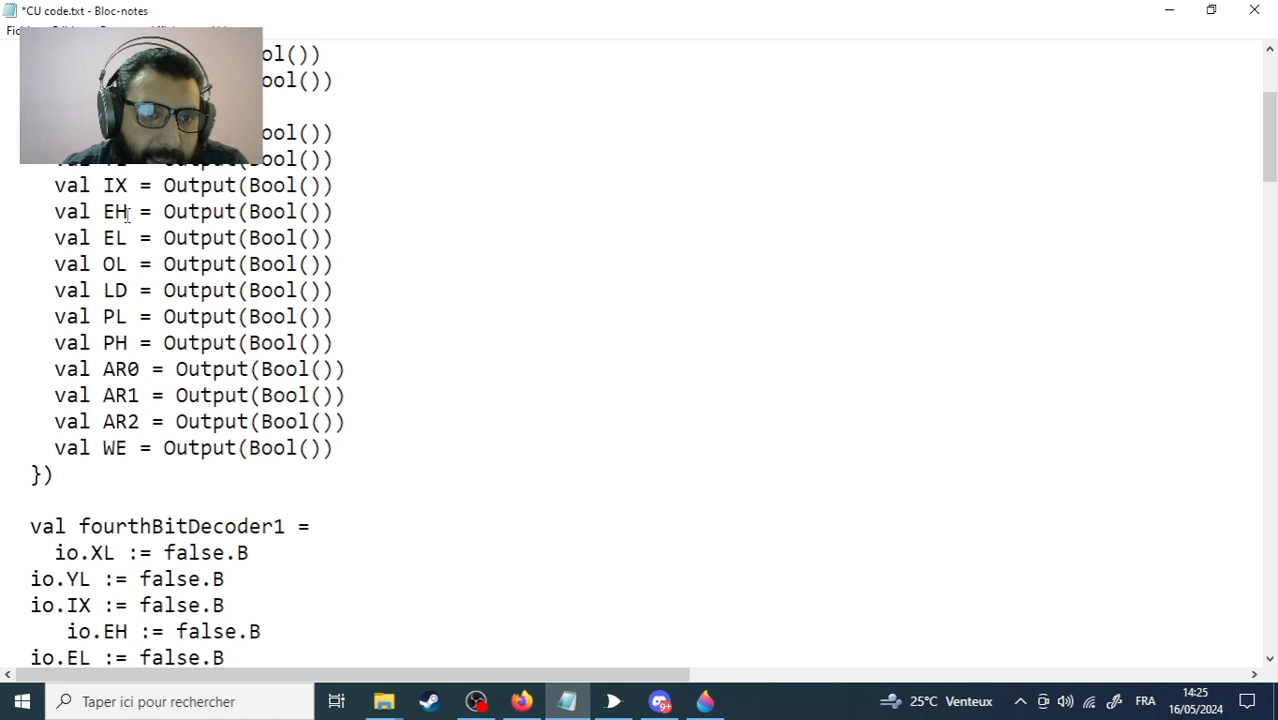 *CU code.txt - Bloc-notes
ol())
ool())
ool())
= Output(Bool())
val IX = Output(Bool())
val EH = Output(Bool())
val EL = Output(Bool())
val OL = Output(Bool())
val LD = Output(Bool())
val PL = Output(Bool())
val PH = Output(Bool())
val AR0 = Output(Bool())
val AR1 = Output(Bool())
val AR2 = Output(Bool())
val WE = Output(Bool())
})
val fourthBitDecoder1 =
io.XL := false.B
io.YL := false.B
io.IX := false.B
io.EH := false.B
io.EL := false.B
Taper ici pour rechercher
9+
25°C Venteux
FRA
14:25
16/05/2024